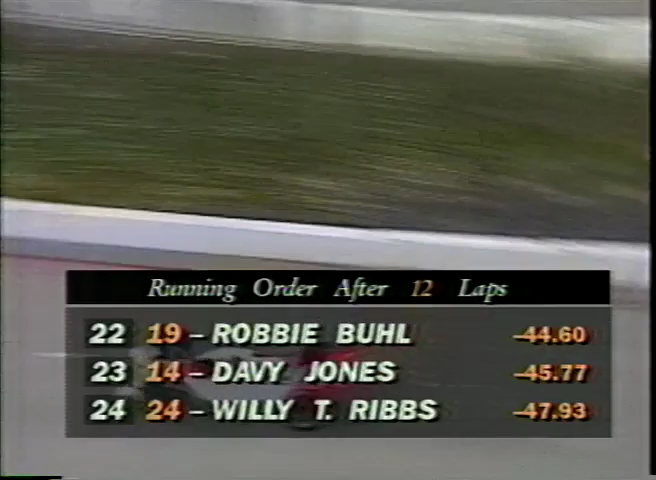 Running Order After 12 Laps
22 19 – ROBBIE BUHL -44.60
23 14 – DAVY JONES -45.77
24 24 – WILLY T. RIBBS -47.93